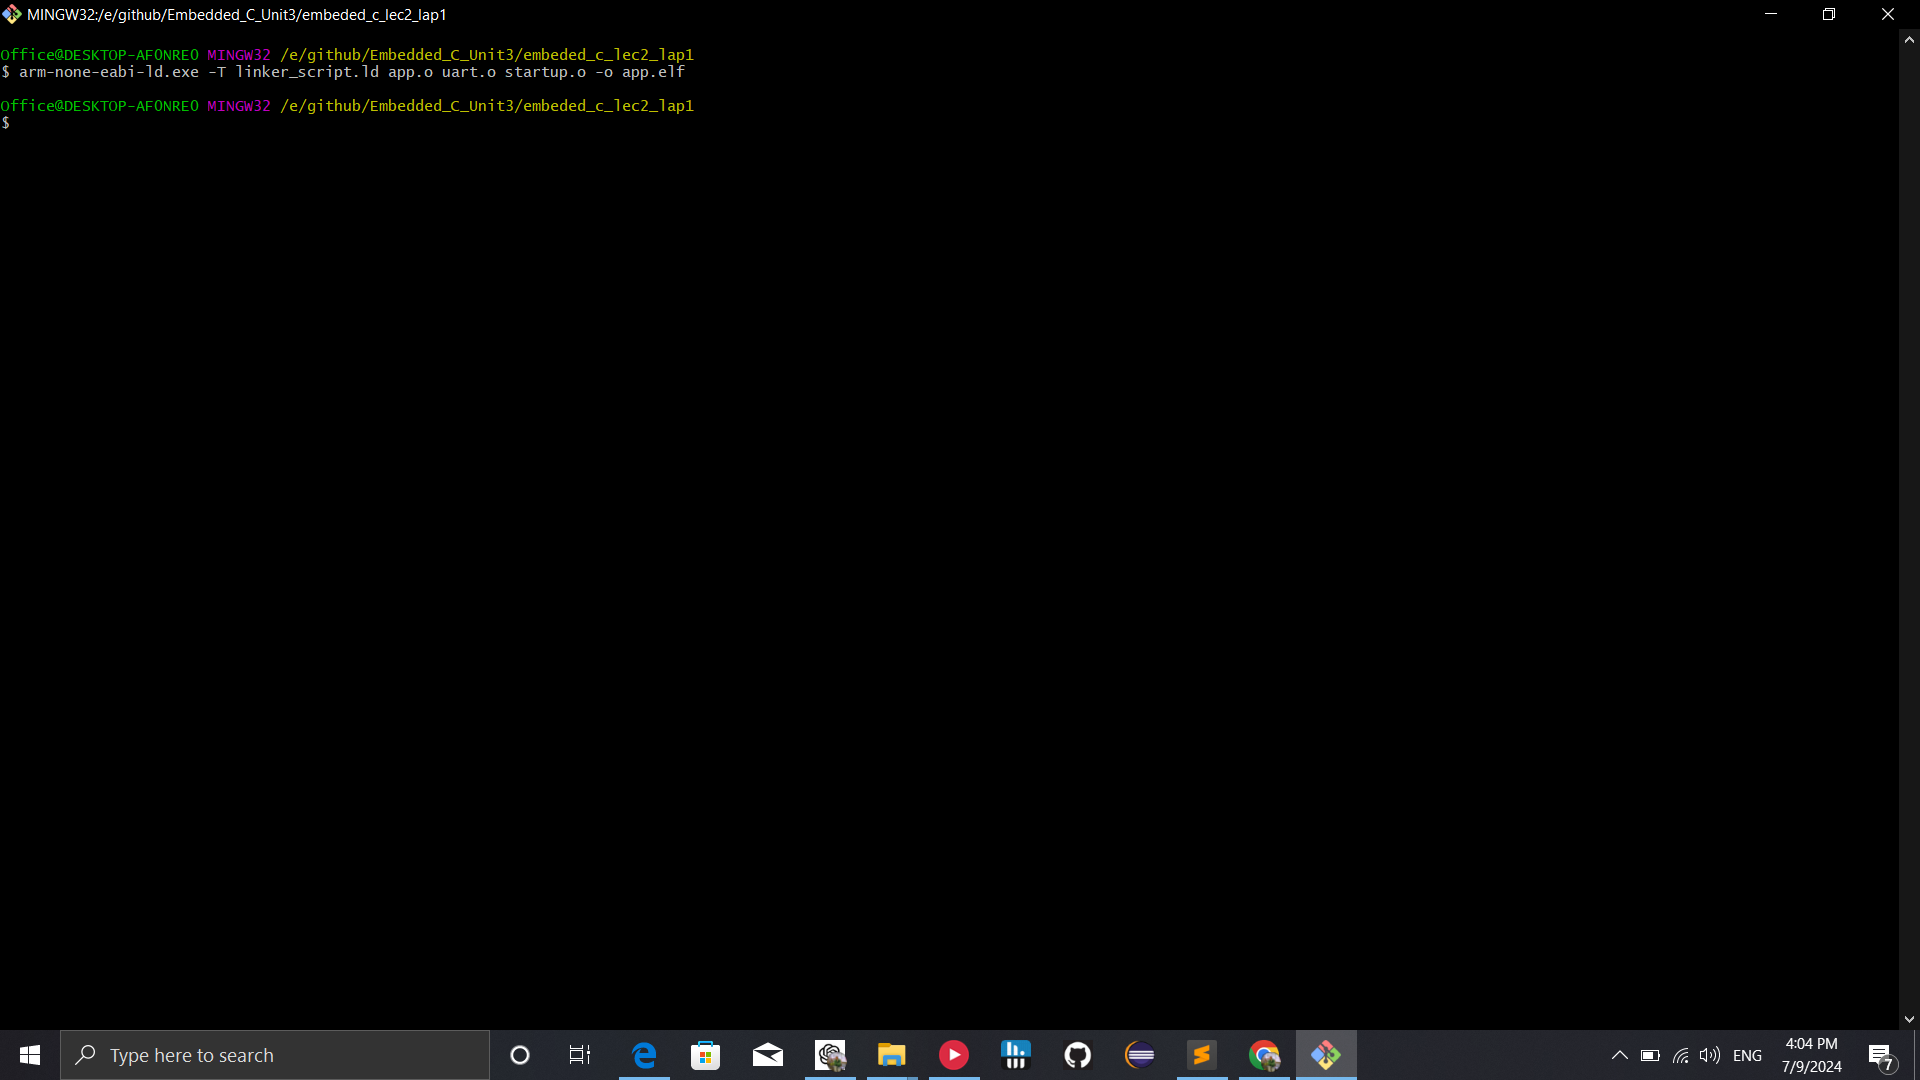 MINGW32:/e/github/Embedded_C_Unit3/embeded_c_lec2_lap1
Office@DESKTOP-AF0NRE0 MINGW32 /e/github/Embedded_C_Unit3/embeded_c_lec2_lap1
$ arm-none-eabi-ld.exe -T linker_script.ld app.o uart.o startup.o -o app.elf
Office@DESKTOP-AF0NRE0 MINGW32 /e/github/Embedded_C_Unit3/embeded_c_lec2_lap1
$
Type here to search
ENG
4:04 PM
7/9/2024
7